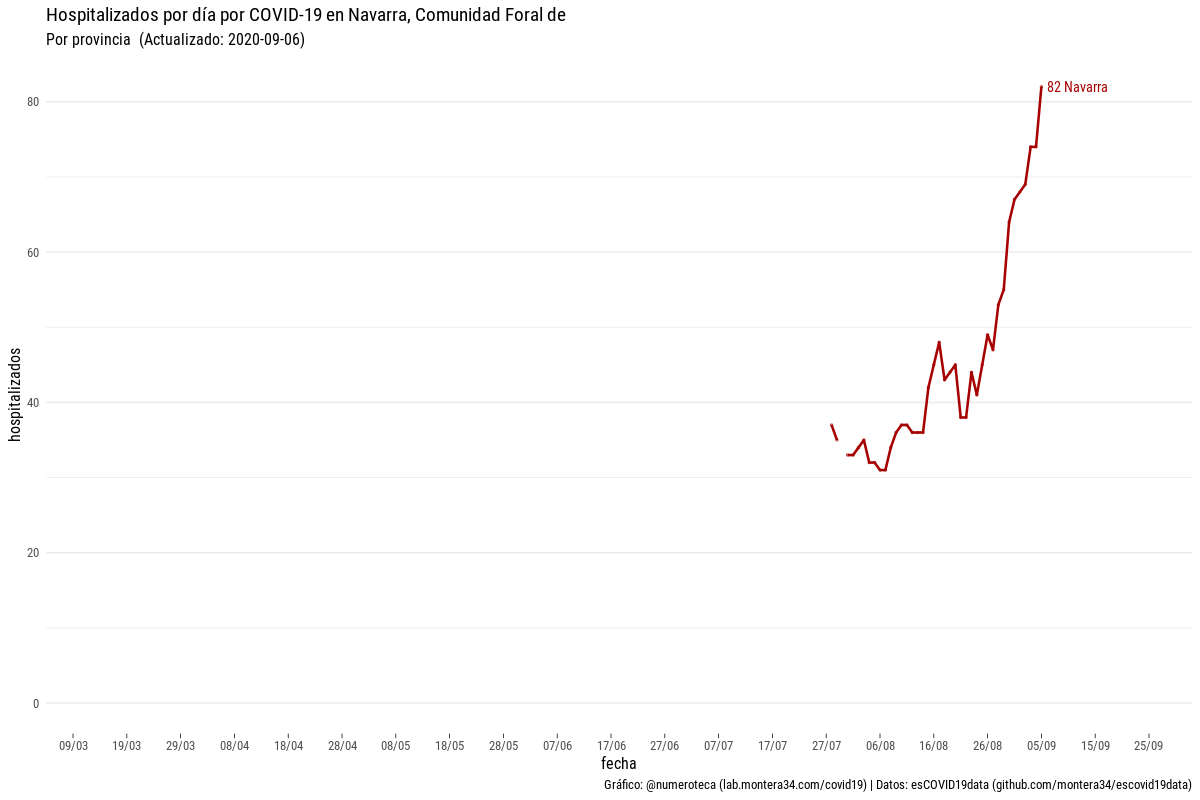 Hospitalizados por día por COVID-19 en Navarra, Comunidad Foral de
Por provincia (Actualizado: 2020-09-06)
82 Navarra
80
60
40
20
0
hospitalizados
09/03 19/03 29/03 08/04 18/04 28/04 08/05 18/05 28/05 07/06 17/06 27/06 07/07 17/07 27/07 06/08 16/08 26/08 05/09 15/09 25/09
fecha
Gráfico: @numeroteca (lab.montera34.com/covid19) | Datos: esCOVID19data (github.com/montera34/escovid19data)